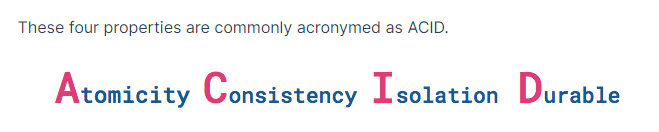 These four properties are commonly acronymed as ACID.
Atomicity Consistency Isolation Durable